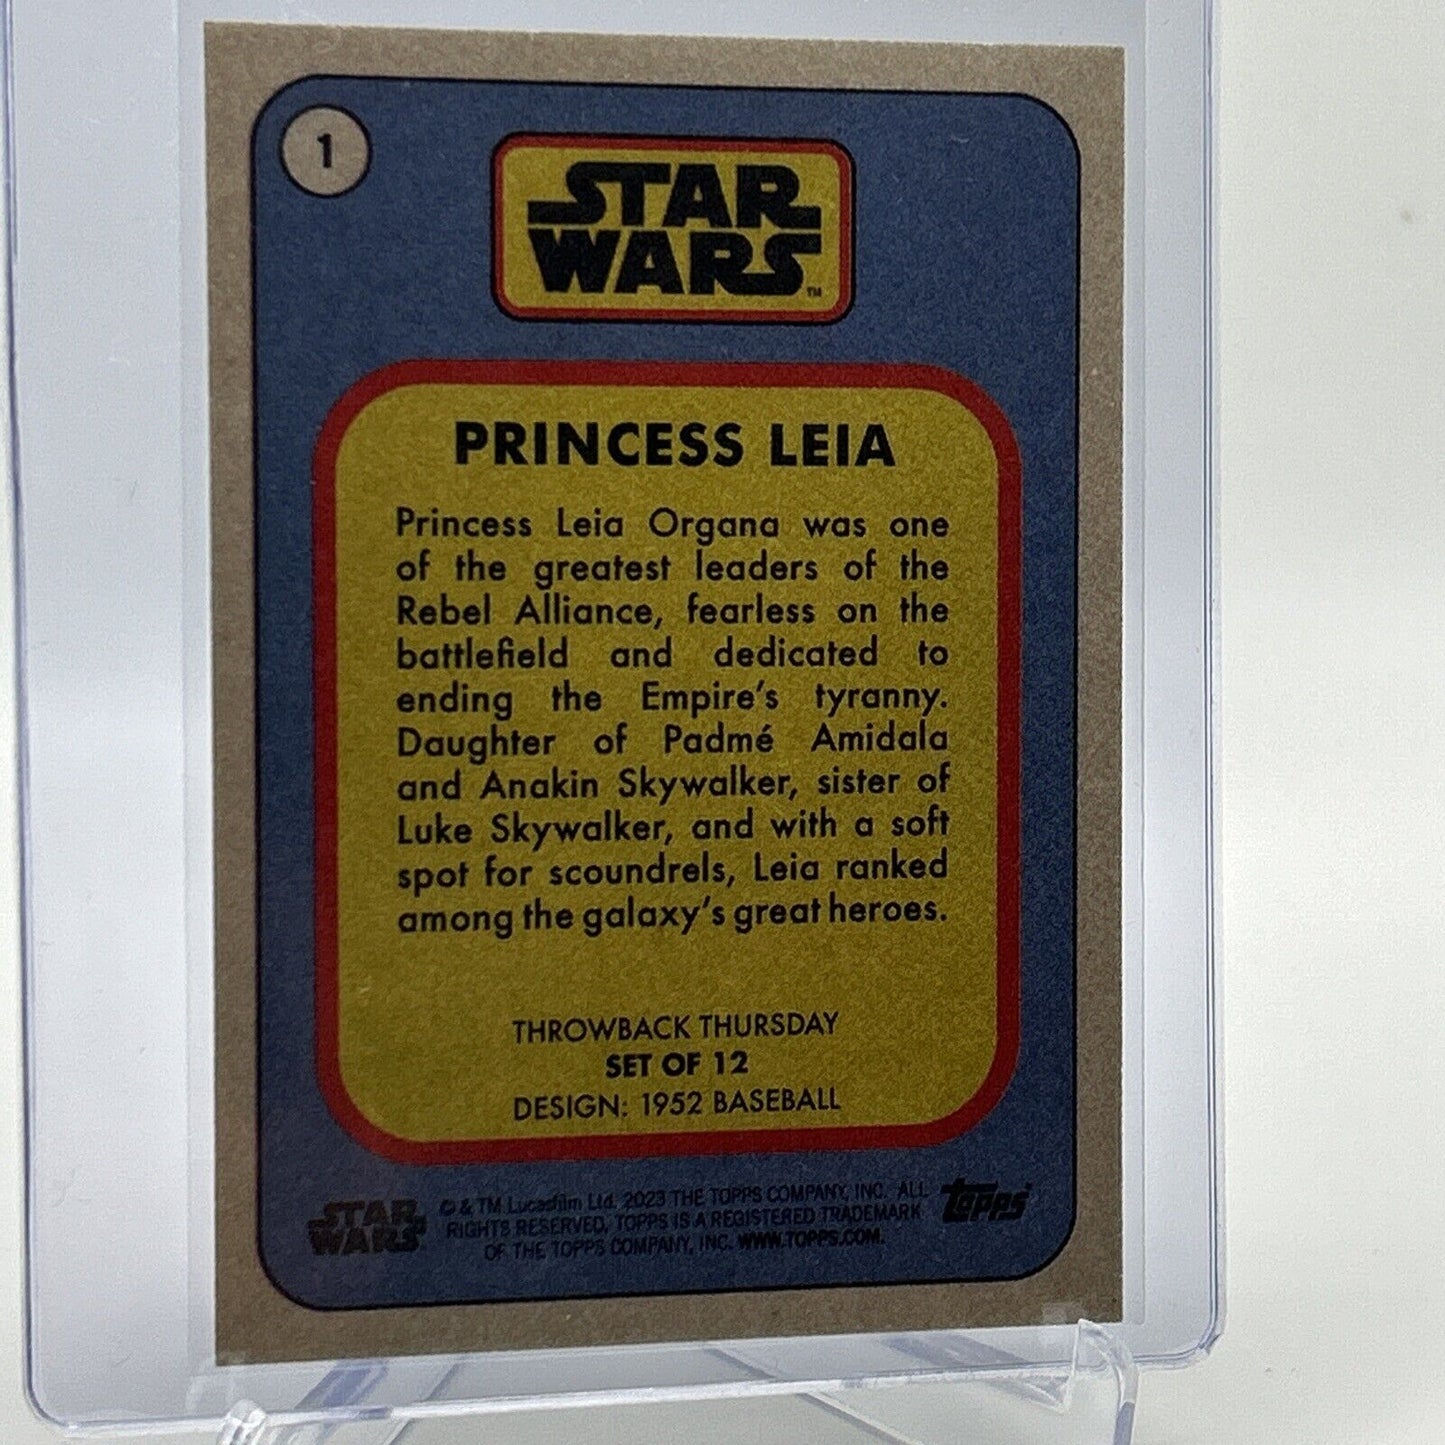 1
STAR
WARS
TM
PRINCESS LEIA
Princess Leia Organa was one
of the greatest leaders of the
Rebel Alliance, fearless on the
battlefield and dedicated to
ending the Empire's tyranny.
Daughter of Padmé Amidala
and Anakin Skywalker, sister of
Luke Skywalker, and with a soft
spot for scoundrels, Leia ranked
among the galaxy's great heroes.
THROWBACK THURSDAY
SET OF 12
DESIGN: 1952 BASEBALL
STAR
WARS
© & TM Lucasfilm Ltd. 2023 THE TOPPS COMPANY, INC. ALL
RIGHTS RESERVED, TOPPS IS A REGISTERED TRADEMARK
OF THE TOPPS COMPANY, INC. WWW.TOPPS.COM.
topps